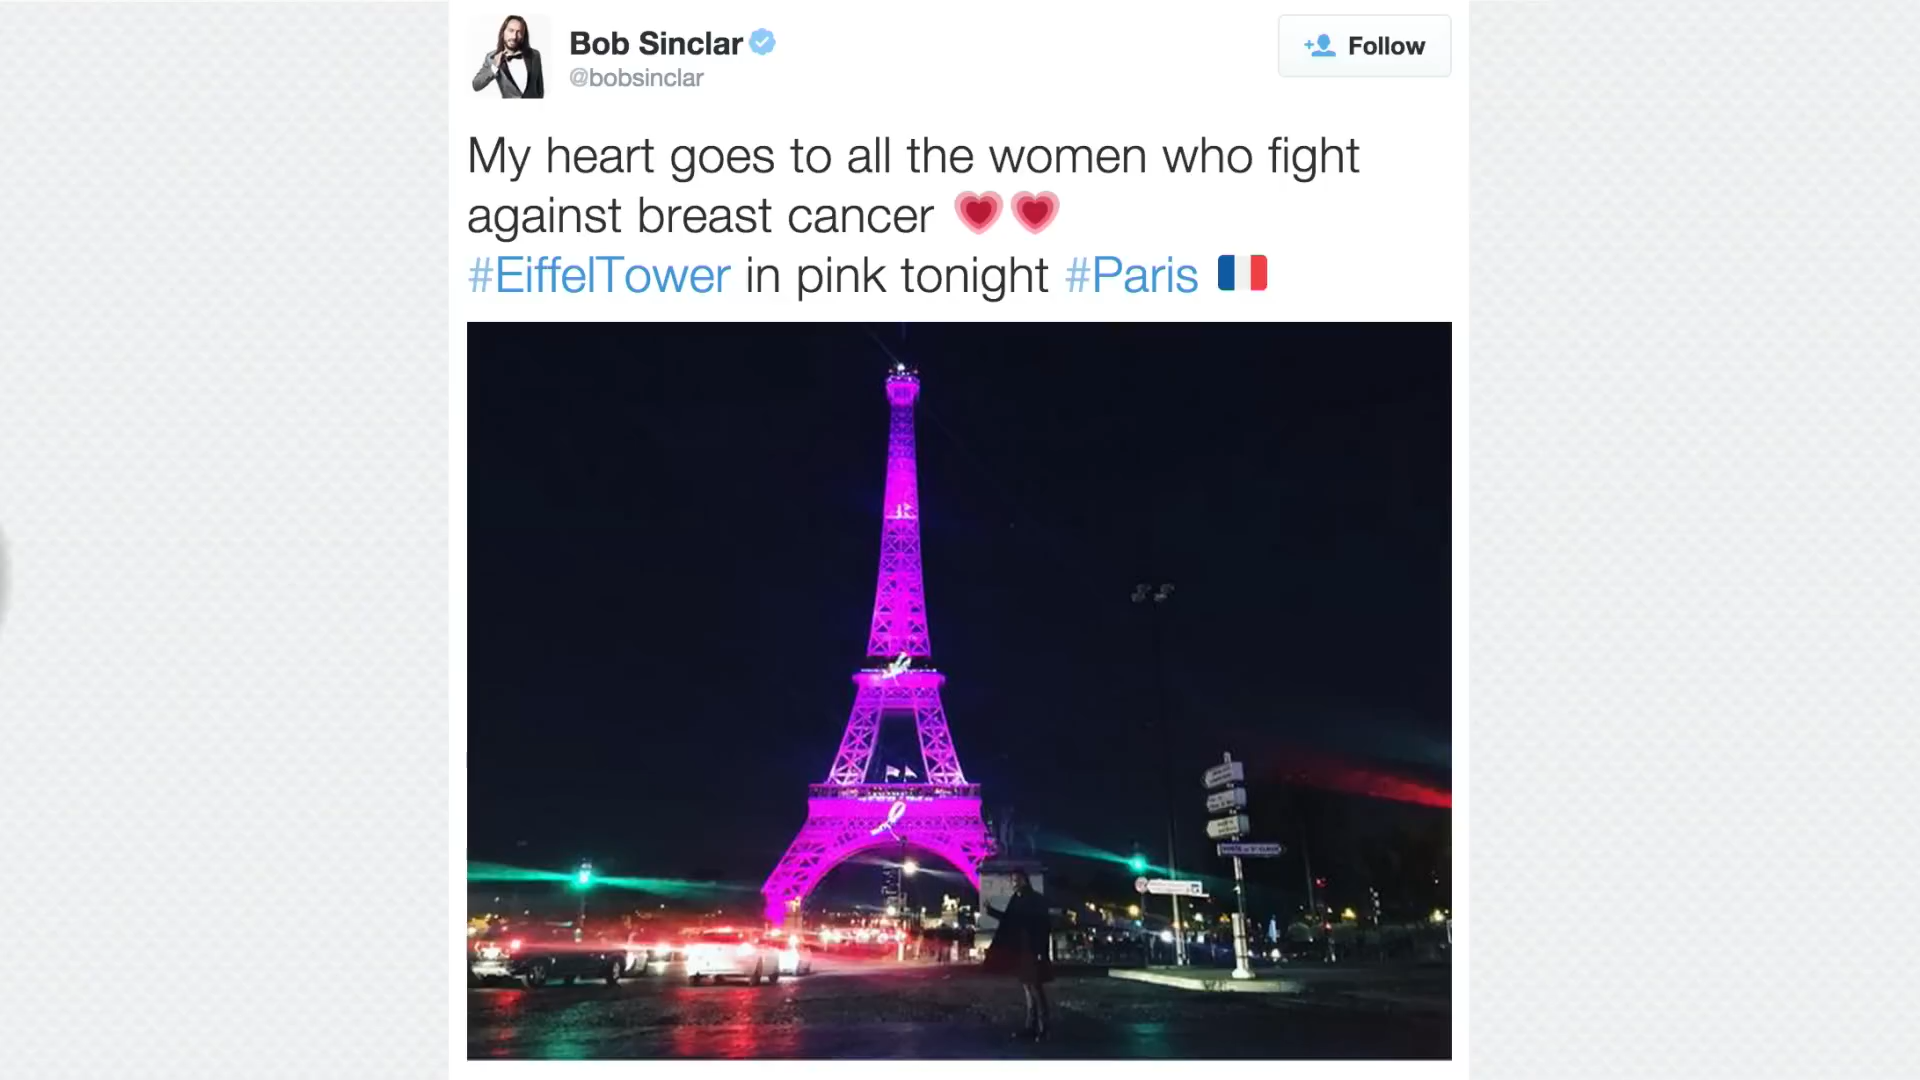 Bob Sinclar
@bobsinclar
Follow
My heart goes to all the women who fight
against breast cancer 💗💗
#EiffelTower in pink tonight #Paris 🇫🇷